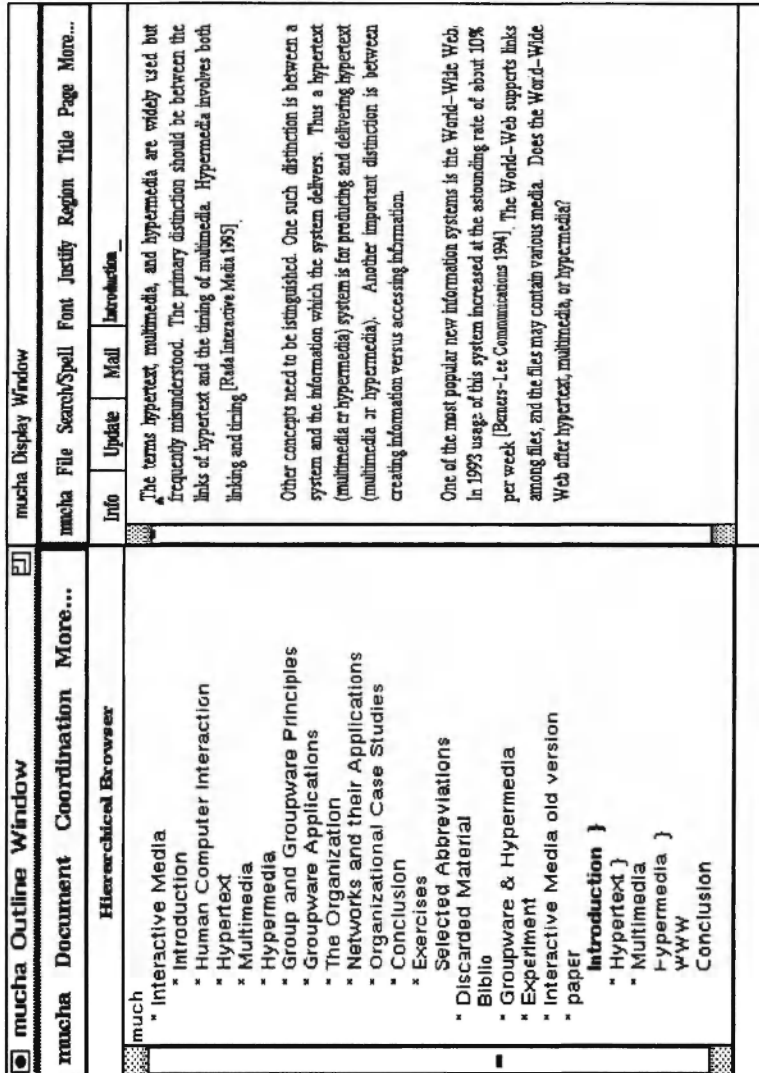 mucha Outline Window
mucha Document Coordination More...
Hierarchical Browser
much
* Interactive Media
* Introduction
* Human Computer Interaction
* Hypertext
* Multimedia
* Hypermedia
* Group and Groupware Principles
* Groupware Applications
* The Organization
* Networks and their Applications
* Organizational Case Studies
* Conclusion
* Exercises
Selected Abbreviations
* Discarded Material
Biblio
* Groupware & Hypermedia
* Experiment
* Interactive Media old version
* paper
Introduction }
* Hypertext }
* Multimedia
Hypermedia }
WWW
Conclusion
mucha Display Window
mucha File Search/Spell Font Justify Region Title Page More...
Info Update Mail Introduction_
The terms hypertext, multimedia, and hypermedia are widely used but
frequently misunderstood. The primary distinction should be between the
links of hypertext and the timing of multimedia. Hypermedia involves both
linking and timing [Rada Interactive Media 1995].
Other concepts need to be istinguished. One such distinction is between a
system and the information which the system delivers. Thus a hypertext
(multimedia or hypermedia) system is for producing and delivering hypertext
(multimedia or hypermedia). Another important distinction is between
creating information versus accessing information.
One of the most popular new information systems is the World-Wide Web.
In 1993 usage of this system increased at the astounding rate of about 10%
per week [Berners-Lee Communications 1994]. The World-Web supports links
among files, and the files may contain various media. Does the World-Wide
Web offer hypertext, multimedia, or hypermedia?